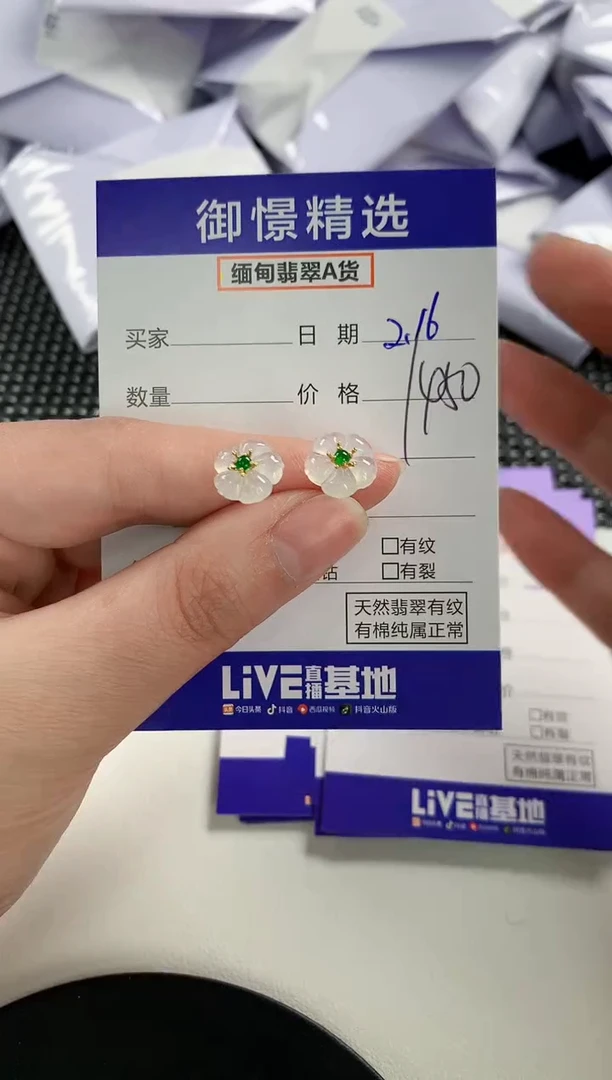 御憬精选
缅甸翡翠A货
买家 日 期 2.16
数量 价 格 /480
钻 □有纹
□有裂
天然翡翠有纹
有棉纯属正常
LIVE直播基地
今日头条 抖音 西瓜视频 抖音火山版
□有裂
天然翡翠有纹
有棉纯属正常
LIVE直播基地